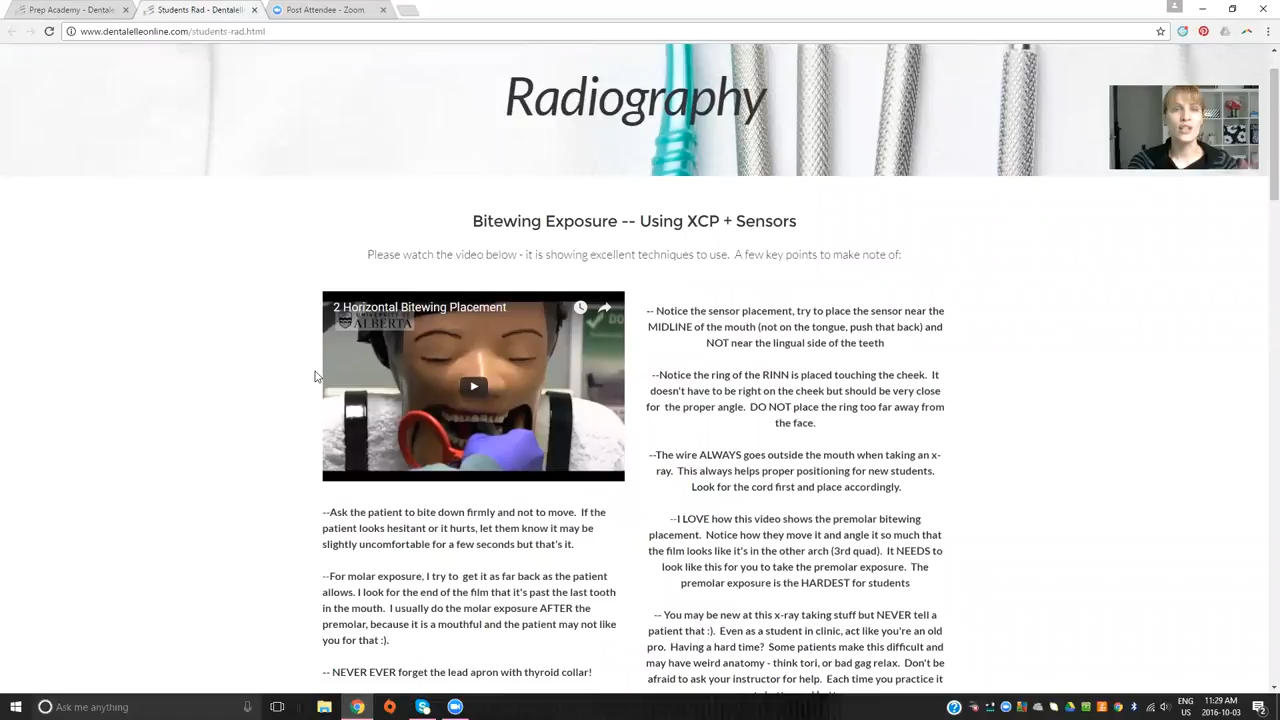 Prep Academy - Dentale
Students Rad - Dentalell
Post Attendee - Zoom
www.dentalelleonline.com/students-rad.html
Radiography
Bitewing Exposure -- Using XCP + Sensors
Please watch the video below - it is showing excellent techniques to use. A few key points to make note of:
2 Horizontal Bitewing Placement
ALBERTA
--Ask the patient to bite down firmly and not to move. If the
patient looks hesitant or it hurts, let them know it may be
slightly uncomfortable for a few seconds but that's it.
--For molar exposure, I try to get it as far back as the patient
allows. I look for the end of the film that it's past the last tooth
in the mouth. I usually do the molar exposure AFTER the
premolar, because it is a mouthful and the patient may not like
you for that :).
-- NEVER EVER forget the lead apron with thyroid collar!
-- Notice the sensor placement, try to place the sensor near the
MIDLINE of the mouth (not on the tongue, push that back) and
NOT near the lingual side of the teeth
--Notice the ring of the RINN is placed touching the cheek. It
doesn't have to be right on the cheek but should be very close
for the proper angle. DO NOT place the ring too far away from
the face.
--The wire ALWAYS goes outside the mouth when taking an x-
ray. This always helps proper positioning for new students.
Look for the cord first and place accordingly.
--I LOVE how this video shows the premolar bitewing
placement. Notice how they move it and angle it so much that
the film looks like it's in the other arch (3rd quad). It NEEDS to
look like this for you to take the premolar exposure. The
premolar exposure is the HARDEST for students
-- You may be new at this x-ray taking stuff but NEVER tell a
patient that :). Even as a student in clinic, act like you're an old
pro. Having a hard time? Some patients make this difficult and
may have weird anatomy - think tori, or bad gag relax. Don't be
afraid to ask your instructor for help. Each time you practice it
Ask me anything
ENG
US
11:29 AM
2016-10-03